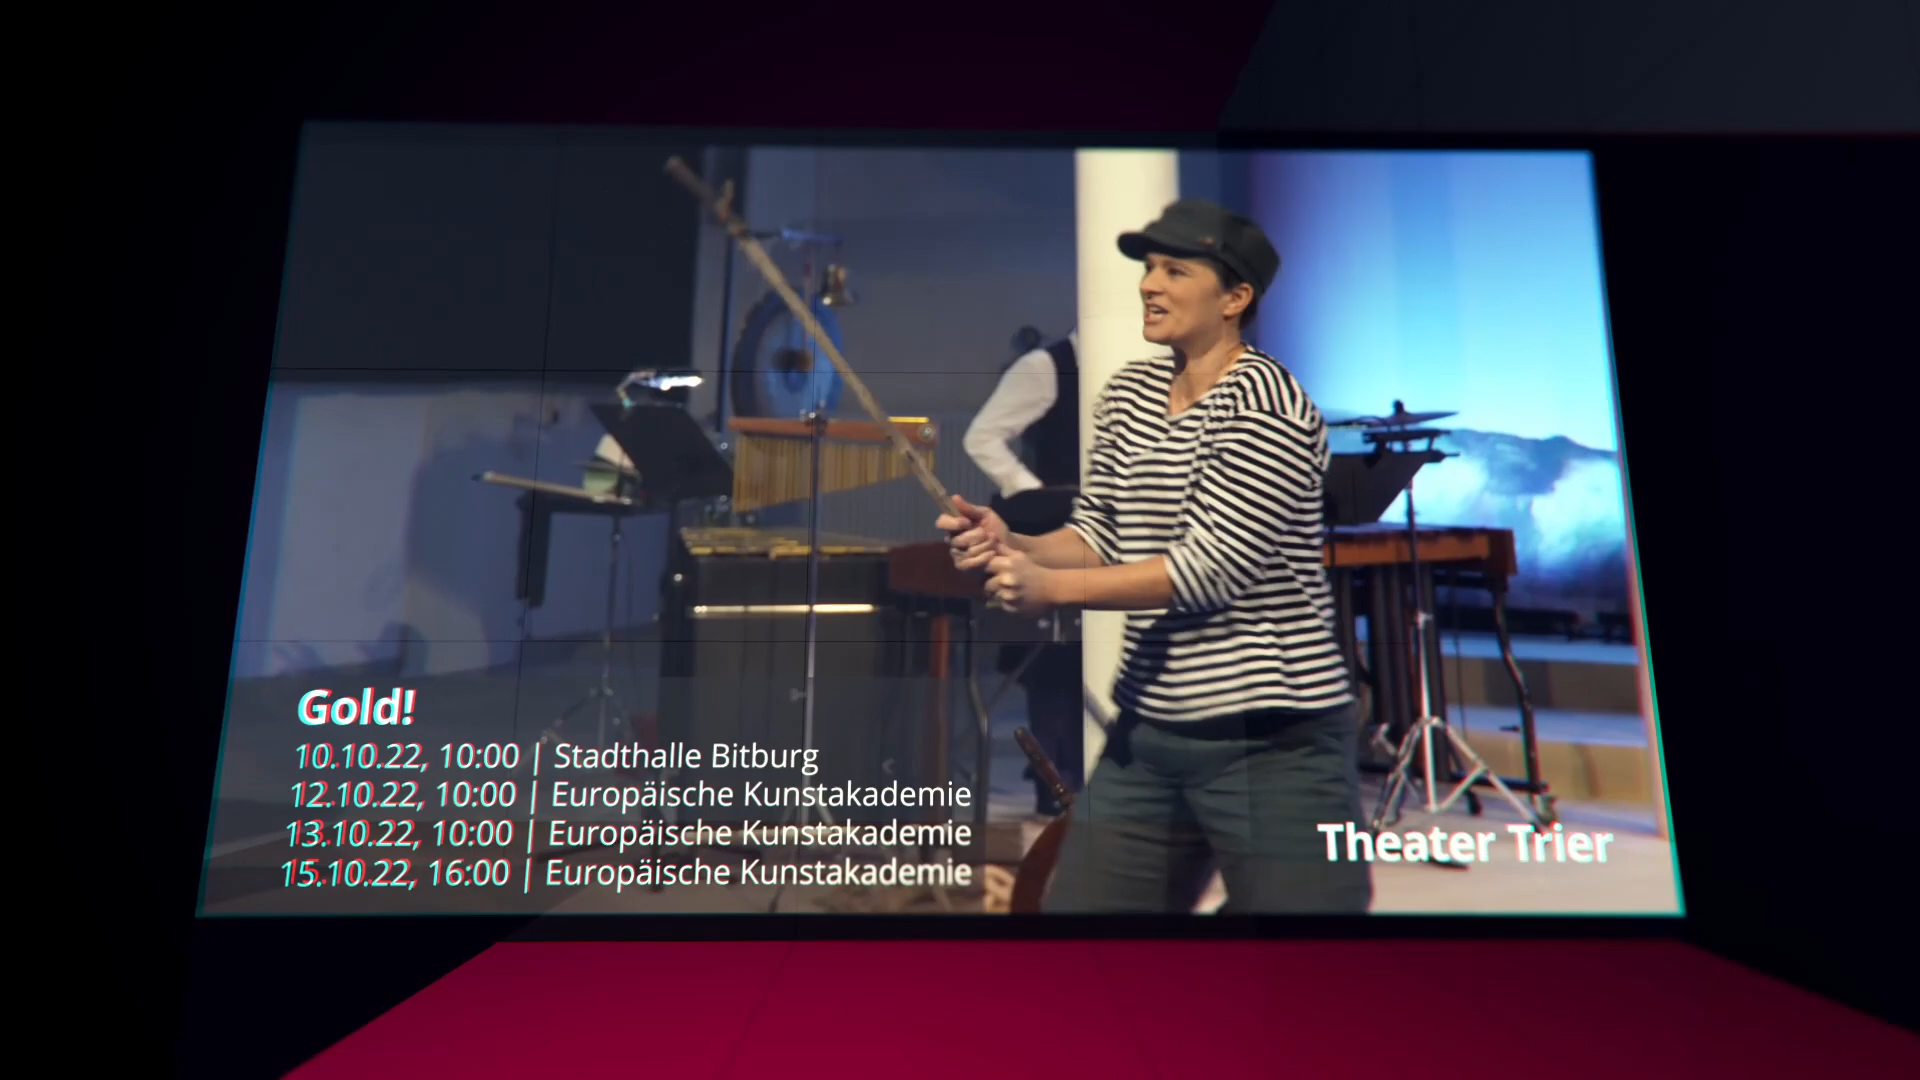 Gold!
10.10.22, 10:00 | Stadthalle Bitburg
12.10.22, 10:00 | Europäische Kunstakademie
13.10.22, 10:00 | Europäische Kunstakademie
15.10.22, 16:00 | Europäische Kunstakademie
Theater Trier